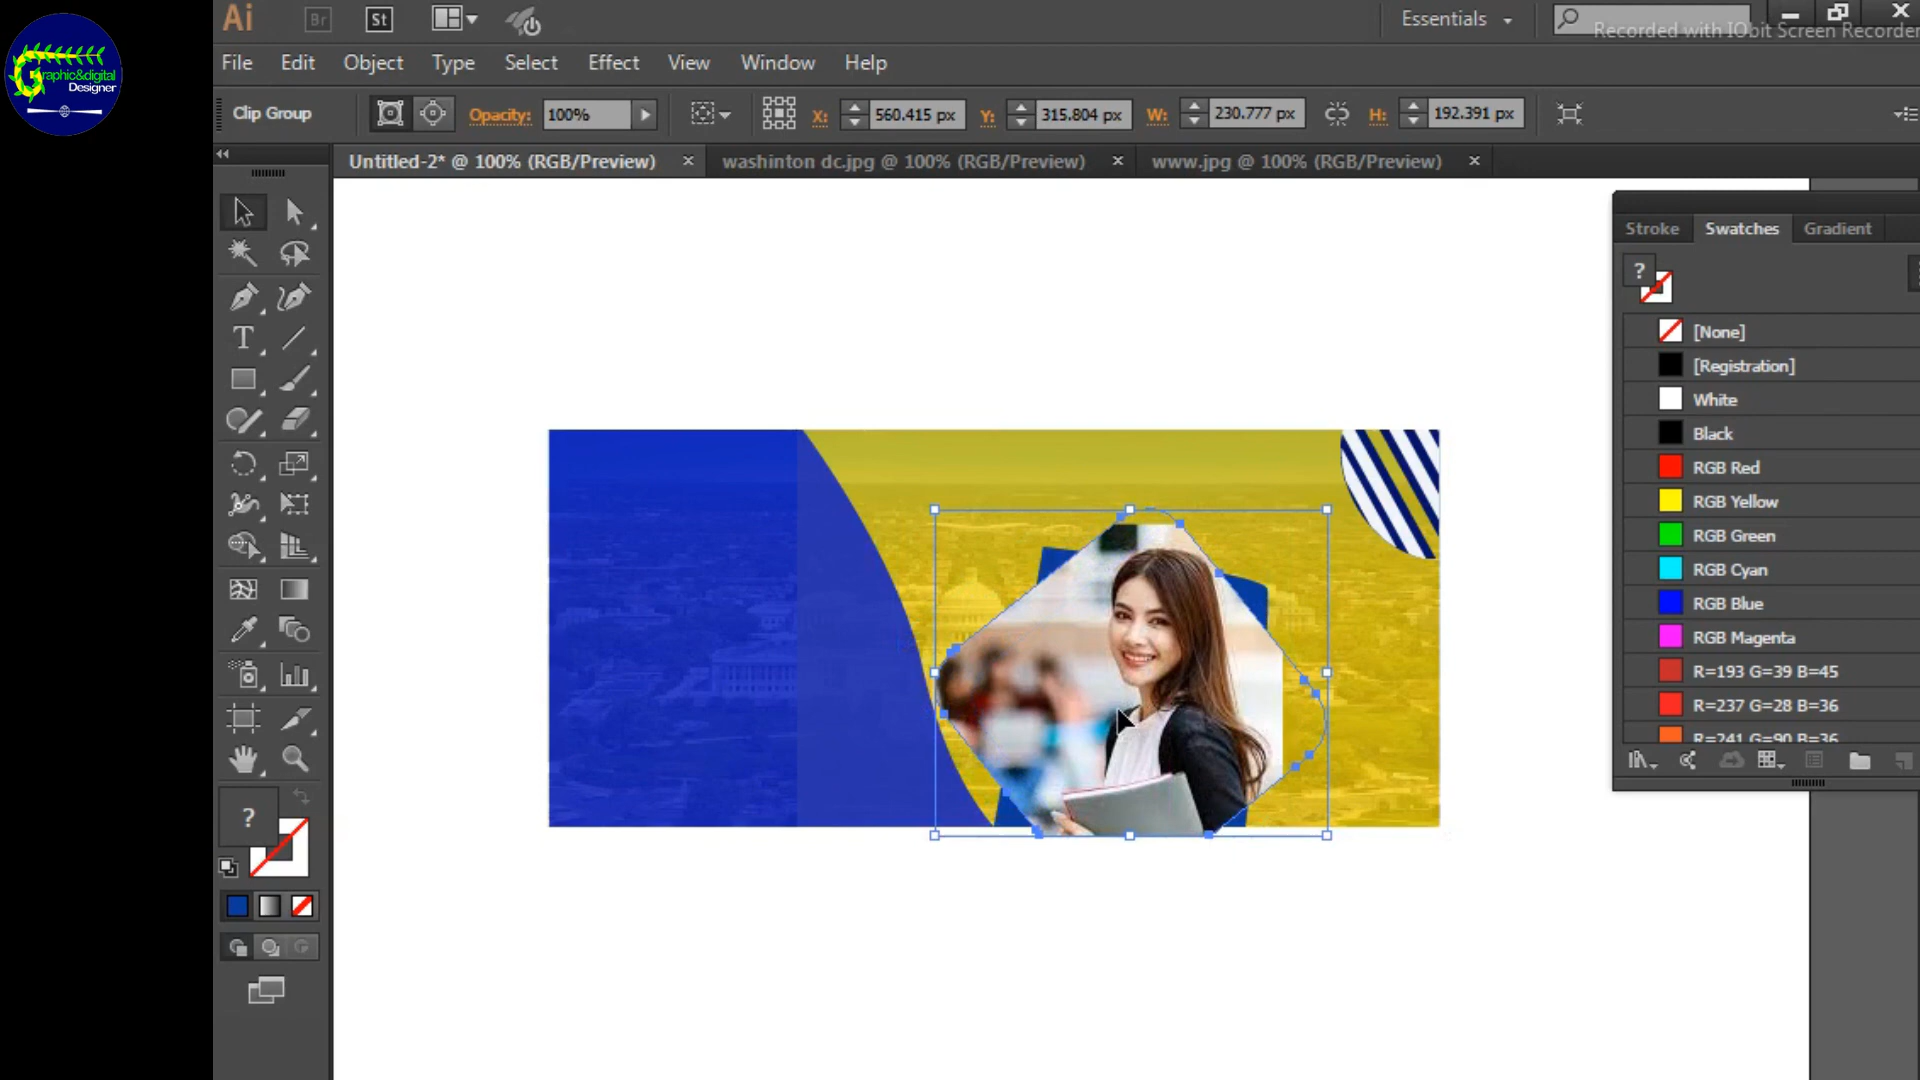 Graphic&digital
Designer
Ai
Br
St
Essentials
Recorded with IObit Screen Recorder
File
Edit
Object
Type
Select
Effect
View
Window
Help
Clip Group
Opacity:
100%
X:
560.415 px
Y:
315.804 px
W:
230.777 px
H:
192.391 px
Untitled-2* @ 100% (RGB/Preview)
washinton dc.jpg @ 100% (RGB/Preview)
www.jpg @ 100% (RGB/Preview)
Stroke
Swatches
Gradient
?
[None]
[Registration]
White
Black
RGB Red
RGB Yellow
RGB Green
RGB Cyan
RGB Blue
RGB Magenta
R=193 G=39 B=45
R=237 G=28 B=36
R=241 G=90 B=36
?